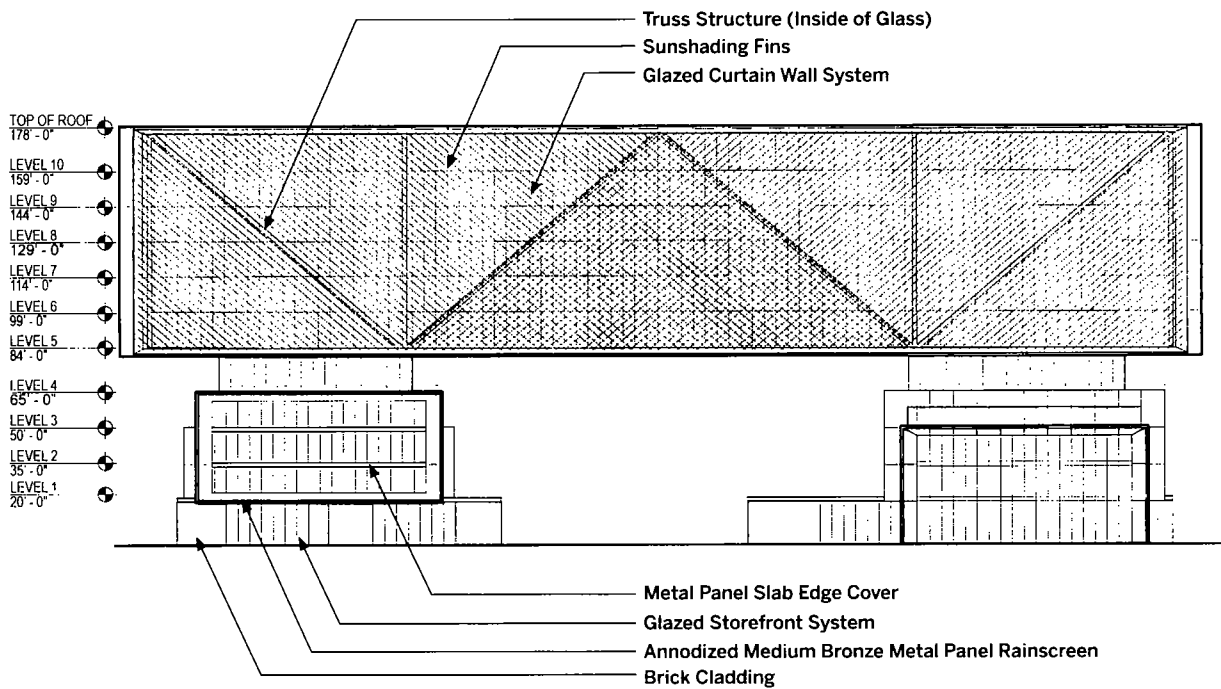 Truss Structure (Inside of Glass)
Sunshading Fins
Glazed Curtain Wall System
TOP OF ROOF
178' - 0"
LEVEL 10
159' - 0"
LEVEL 9
144' - 0"
LEVEL 8
129' - 0"
LEVEL 7
114' - 0"
LEVEL 6
99' - 0"
LEVEL 5
84' - 0"
LEVEL 4
65' - 0"
LEVEL 3
50' - 0"
LEVEL 2
35' - 0"
LEVEL 1
20' - 0"
Metal Panel Slab Edge Cover
Glazed Storefront System
Annodized Medium Bronze Metal Panel Rainscreen
Brick Cladding